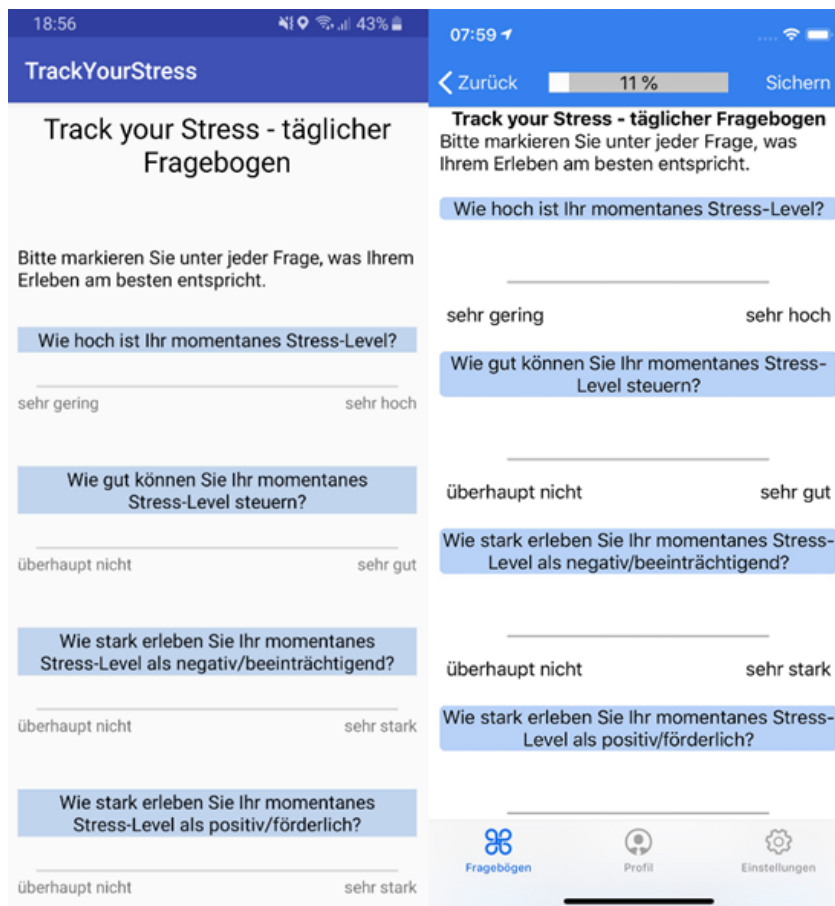 18:56
43%
TrackYourStress
Track your Stress - täglicher
Fragebogen
Bitte markieren Sie unter jeder Frage, was Ihrem
Erleben am besten entspricht.
Wie hoch ist Ihr momentanes Stress-Level?
sehr gering sehr hoch
Wie gut können Sie Ihr momentanes
Stress-Level steuern?
überhaupt nicht sehr gut
Wie stark erleben Sie Ihr momentanes
Stress-Level als negativ/beeinträchtigend?
überhaupt nicht sehr stark
Wie stark erleben Sie Ihr momentanes
Stress-Level als positiv/förderlich?
überhaupt nicht sehr stark
07:59
Zurück 11 % Sichern
Track your Stress - täglicher Fragebogen
Bitte markieren Sie unter jeder Frage, was
Ihrem Erleben am besten entspricht.
Wie hoch ist Ihr momentanes Stress-Level?
sehr gering sehr hoch
Wie gut können Sie Ihr momentanes Stress-
Level steuern?
überhaupt nicht sehr gut
Wie stark erleben Sie Ihr momentanes Stress-
Level als negativ/beeinträchtigend?
überhaupt nicht sehr stark
Wie stark erleben Sie Ihr momentanes Stress-
Level als positiv/förderlich?
Fragebögen Profil Einstellungen